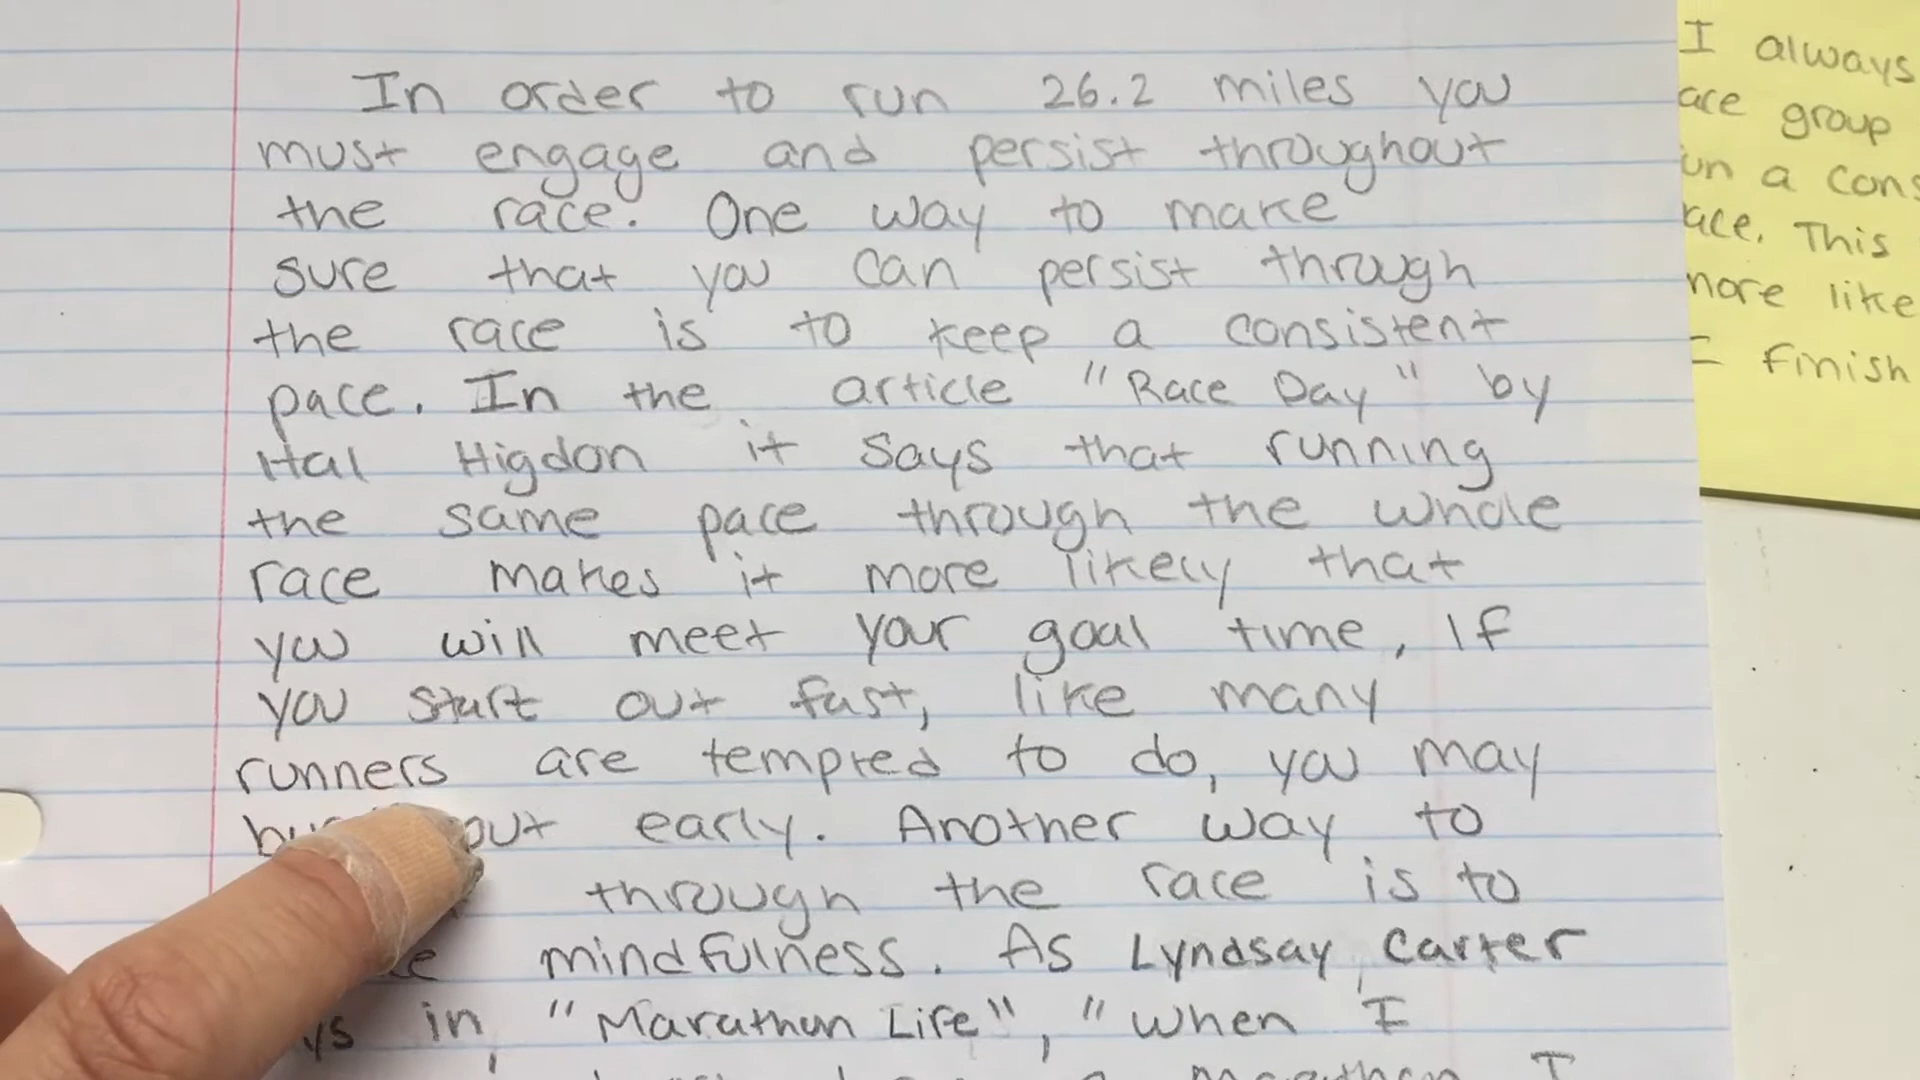 In order to run 26.2 miles you
must engage and persist throughout
the race. One way to make
sure that you can persist through
the race is to keep a consistent
pace. In the article "Race Day" by
Hal Higdon it says that running
the same pace through the whole
race makes it more likely that
you will meet your goal time. If
you start out fast, like many
runners are tempted to do, you may
out early. Another way to
through the race is to
mindfulness. As Lyndsay Carter
in, "Marathon Life", "When I
a marathon I
I always
ace group
un a cons
ace. This
more like
I finish